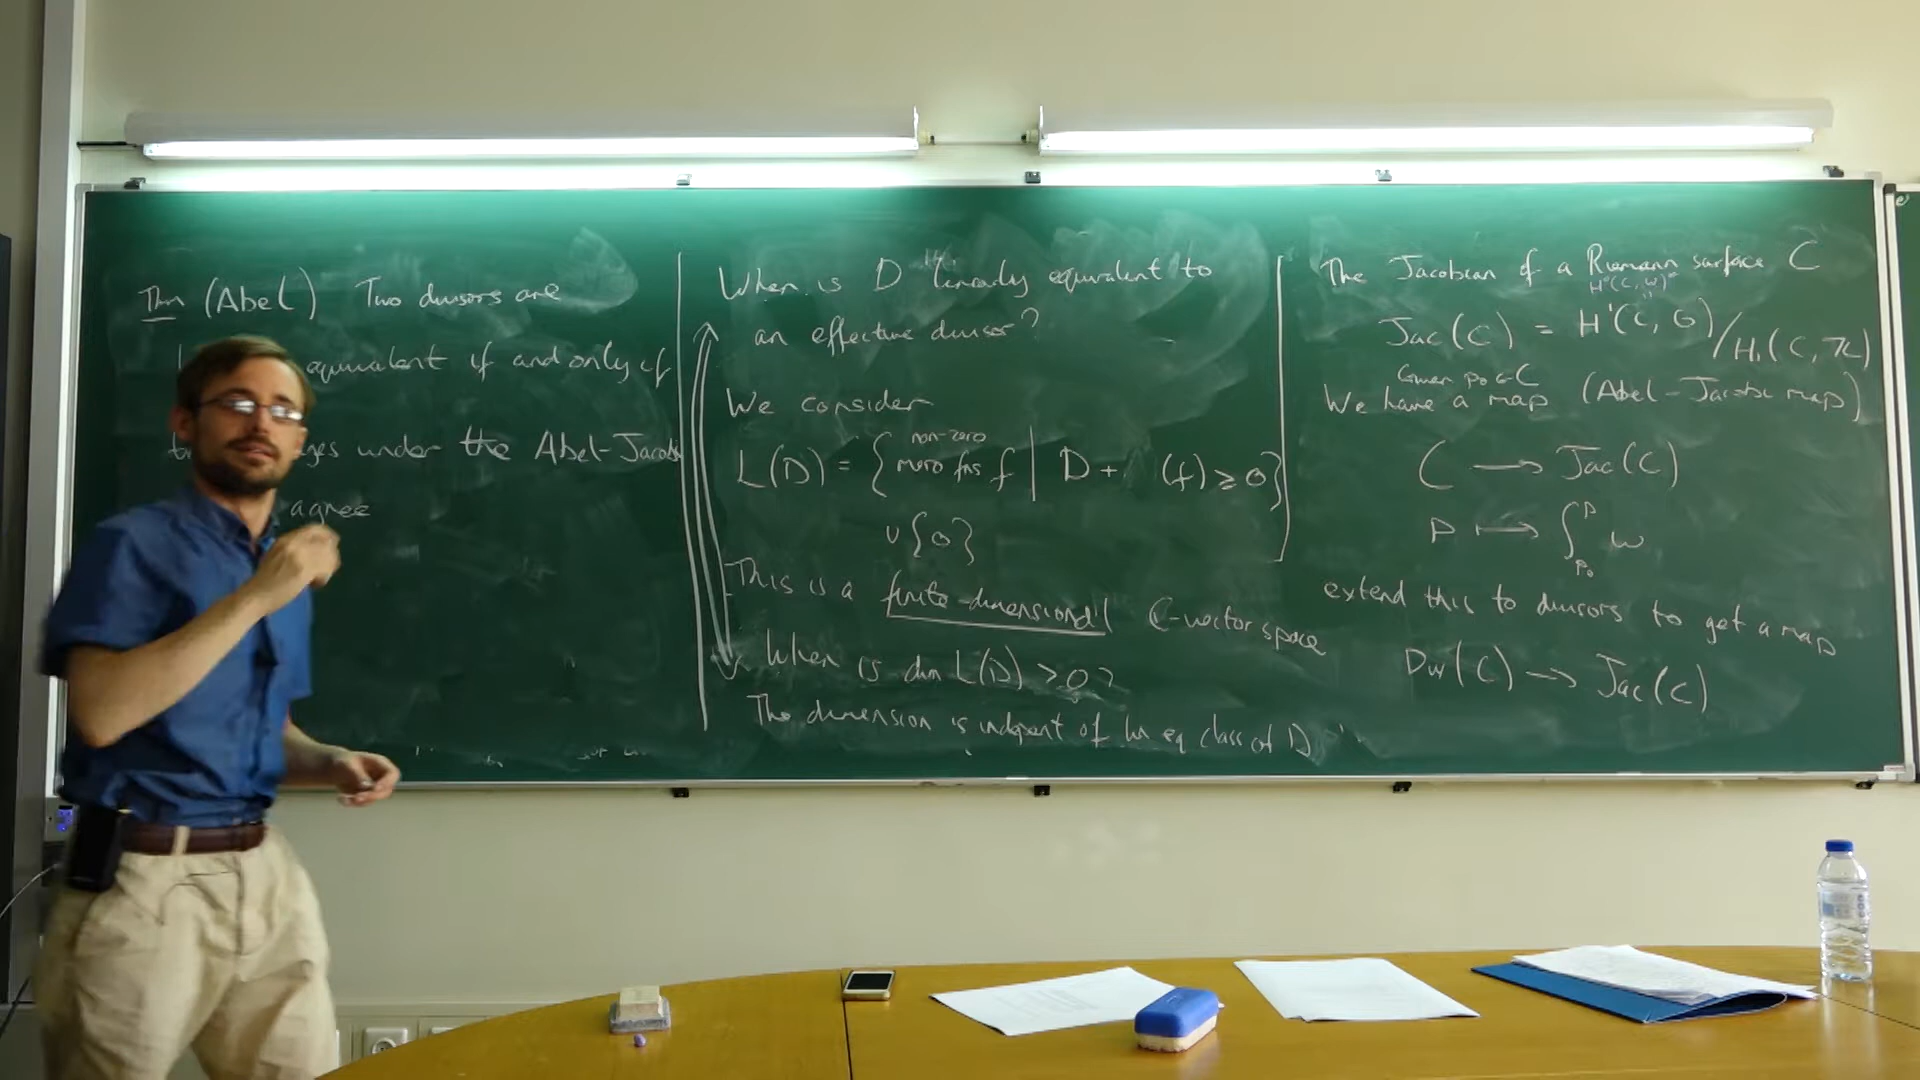 Thm (Abel) Two divisors are
equivalent if and only if
under the Abel-Jacobi
agree
When is D linearly equivalent to
an effective divisor?
We consider
L(D) = { non-zero mero fns f | D + (f) ≥ 0 }
∪ {0}
This is a finite-dimensional ℂ-vector space
When is dim L(D) > 0?
The dimension is indepent of lin eq class of D
The Jacobian of a Riemann surface C
H⁰(C, ω)*
Jac(C) = H¹(C, O) / H₁(C, ℤ)
Given p₀ ∈ C
We have a map (Abel-Jacobi map)
C → Jac(C)
p ↦ ∫_{p₀}^{p} ω
extend this to divisors to get a map
Div(C) → Jac(C)